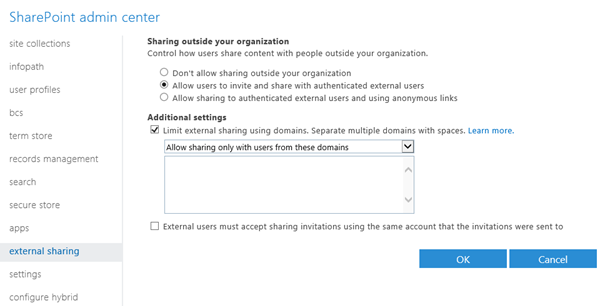 SharePoint admin center
site collections
infopath
user profiles
bcs
term store
records management
search
secure store
apps
external sharing
settings
configure hybrid
Sharing outside your organization
Control how users share content with people outside your organization.
Don't allow sharing outside your organization
Allow users to invite and share with authenticated external users
Allow sharing to authenticated external users and using anonymous links
Additional settings
Limit external sharing using domains. Separate multiple domains with spaces. Learn more.
Allow sharing only with users from these domains
External users must accept sharing invitations using the same account that the invitations were sent to
OK Cancel